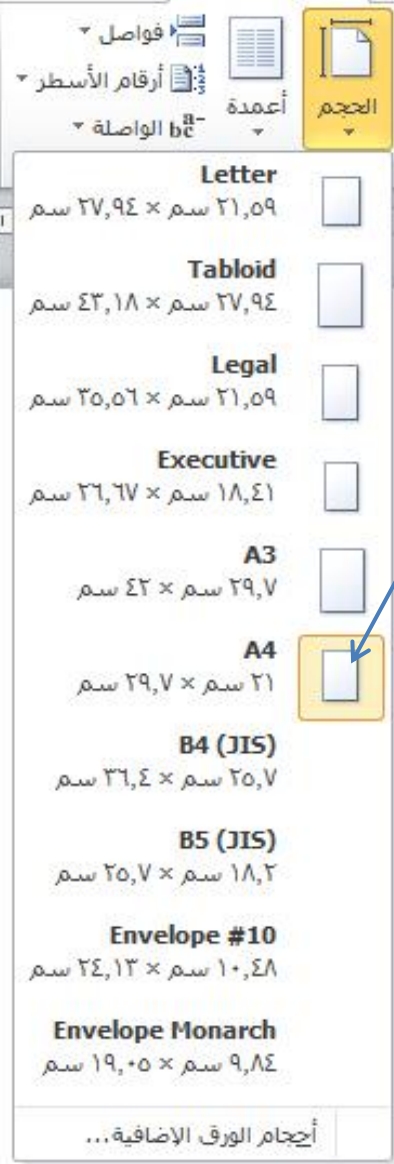 فواصل
أرقام الأسطر
الواصلة
bc a-
أعمدة
الحجم
Letter
٢١,٥٩ سم × ٢٧,٩٤ سم
Tabloid
٢٧,٩٤ سم × ٤٣,١٨ سم
Legal
٢١,٥٩ سم × ٣٥,٥٦ سم
Executive
١٨,٤١ سم × ٢٦,٦٧ سم
A3
٢٩,٧ سم × ٤٢ سم
A4
٢١ سم × ٢٩,٧ سم
B4 (JIS)
٢٥,٧ سم × ٣٦,٤ سم
B5 (JIS)
١٨,٢ سم × ٢٥,٧ سم
Envelope #10
١٠,٤٨ سم × ٢٤,١٣ سم
Envelope Monarch
٩,٨٤ سم × ١٩,٠٥ سم
أحجام الورق الإضافية...